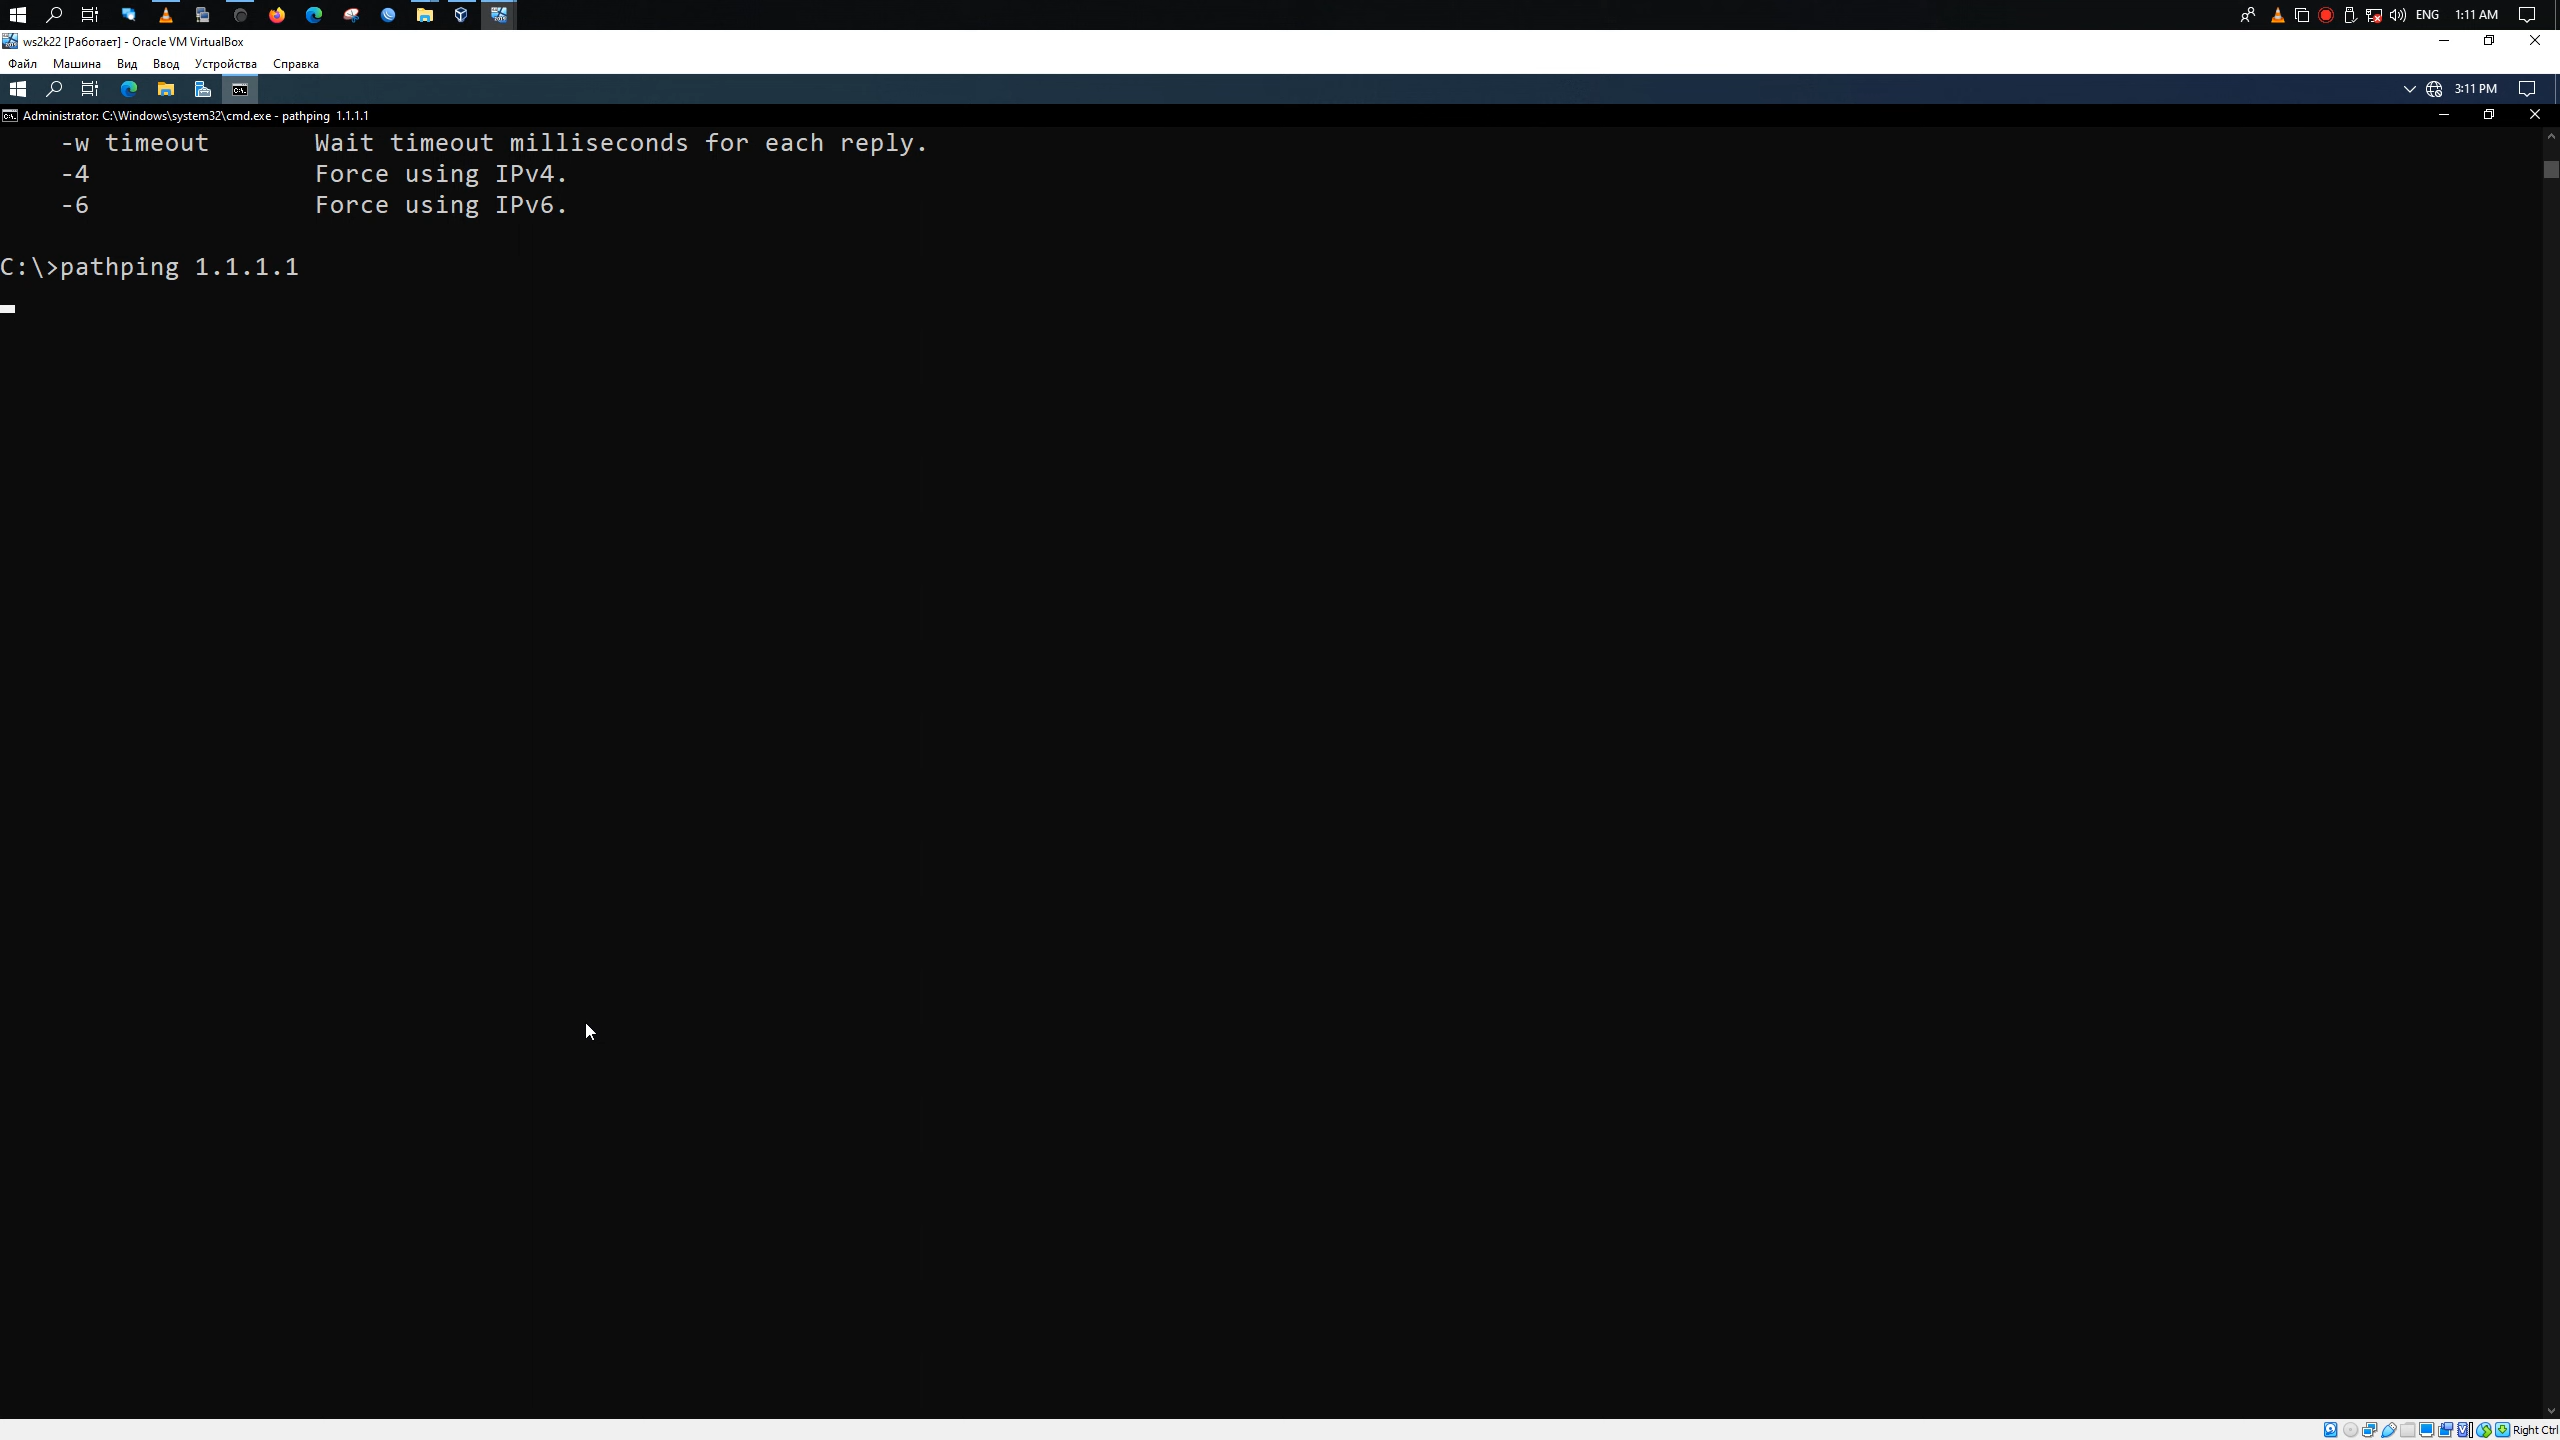 ENG 1:11 AM
ws2k22 [Работает] - Oracle VM VirtualBox
Файл Машина Вид Ввод Устройства Справка
3:11 PM
Administrator: C:\Windows\system32\cmd.exe - pathping 1.1.1.1
-w timeout Wait timeout milliseconds for each reply.
-4 Force using IPv4.
-6 Force using IPv6.
C:\>pathping 1.1.1.1
Right Ctrl